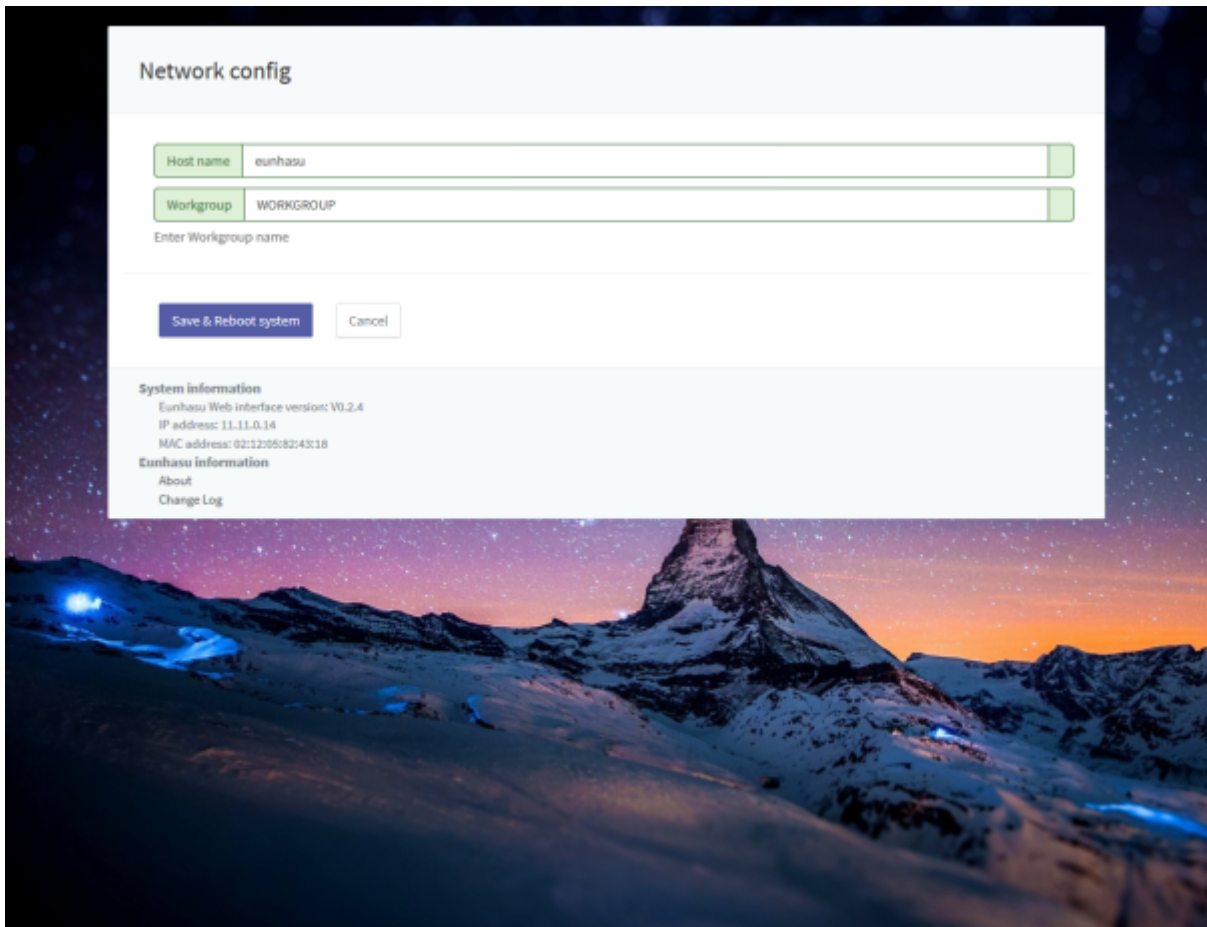 Network config
Host name eunhasu
Workgroup WORKGROUP
Enter Workgroup name
Save & Reboot system Cancel
System information
Eunhasu Web interface version: V0.2.4
IP address: 11.11.0.14
MAC address: 02:12:05:82:43:18
Eunhasu information
About
Change Log